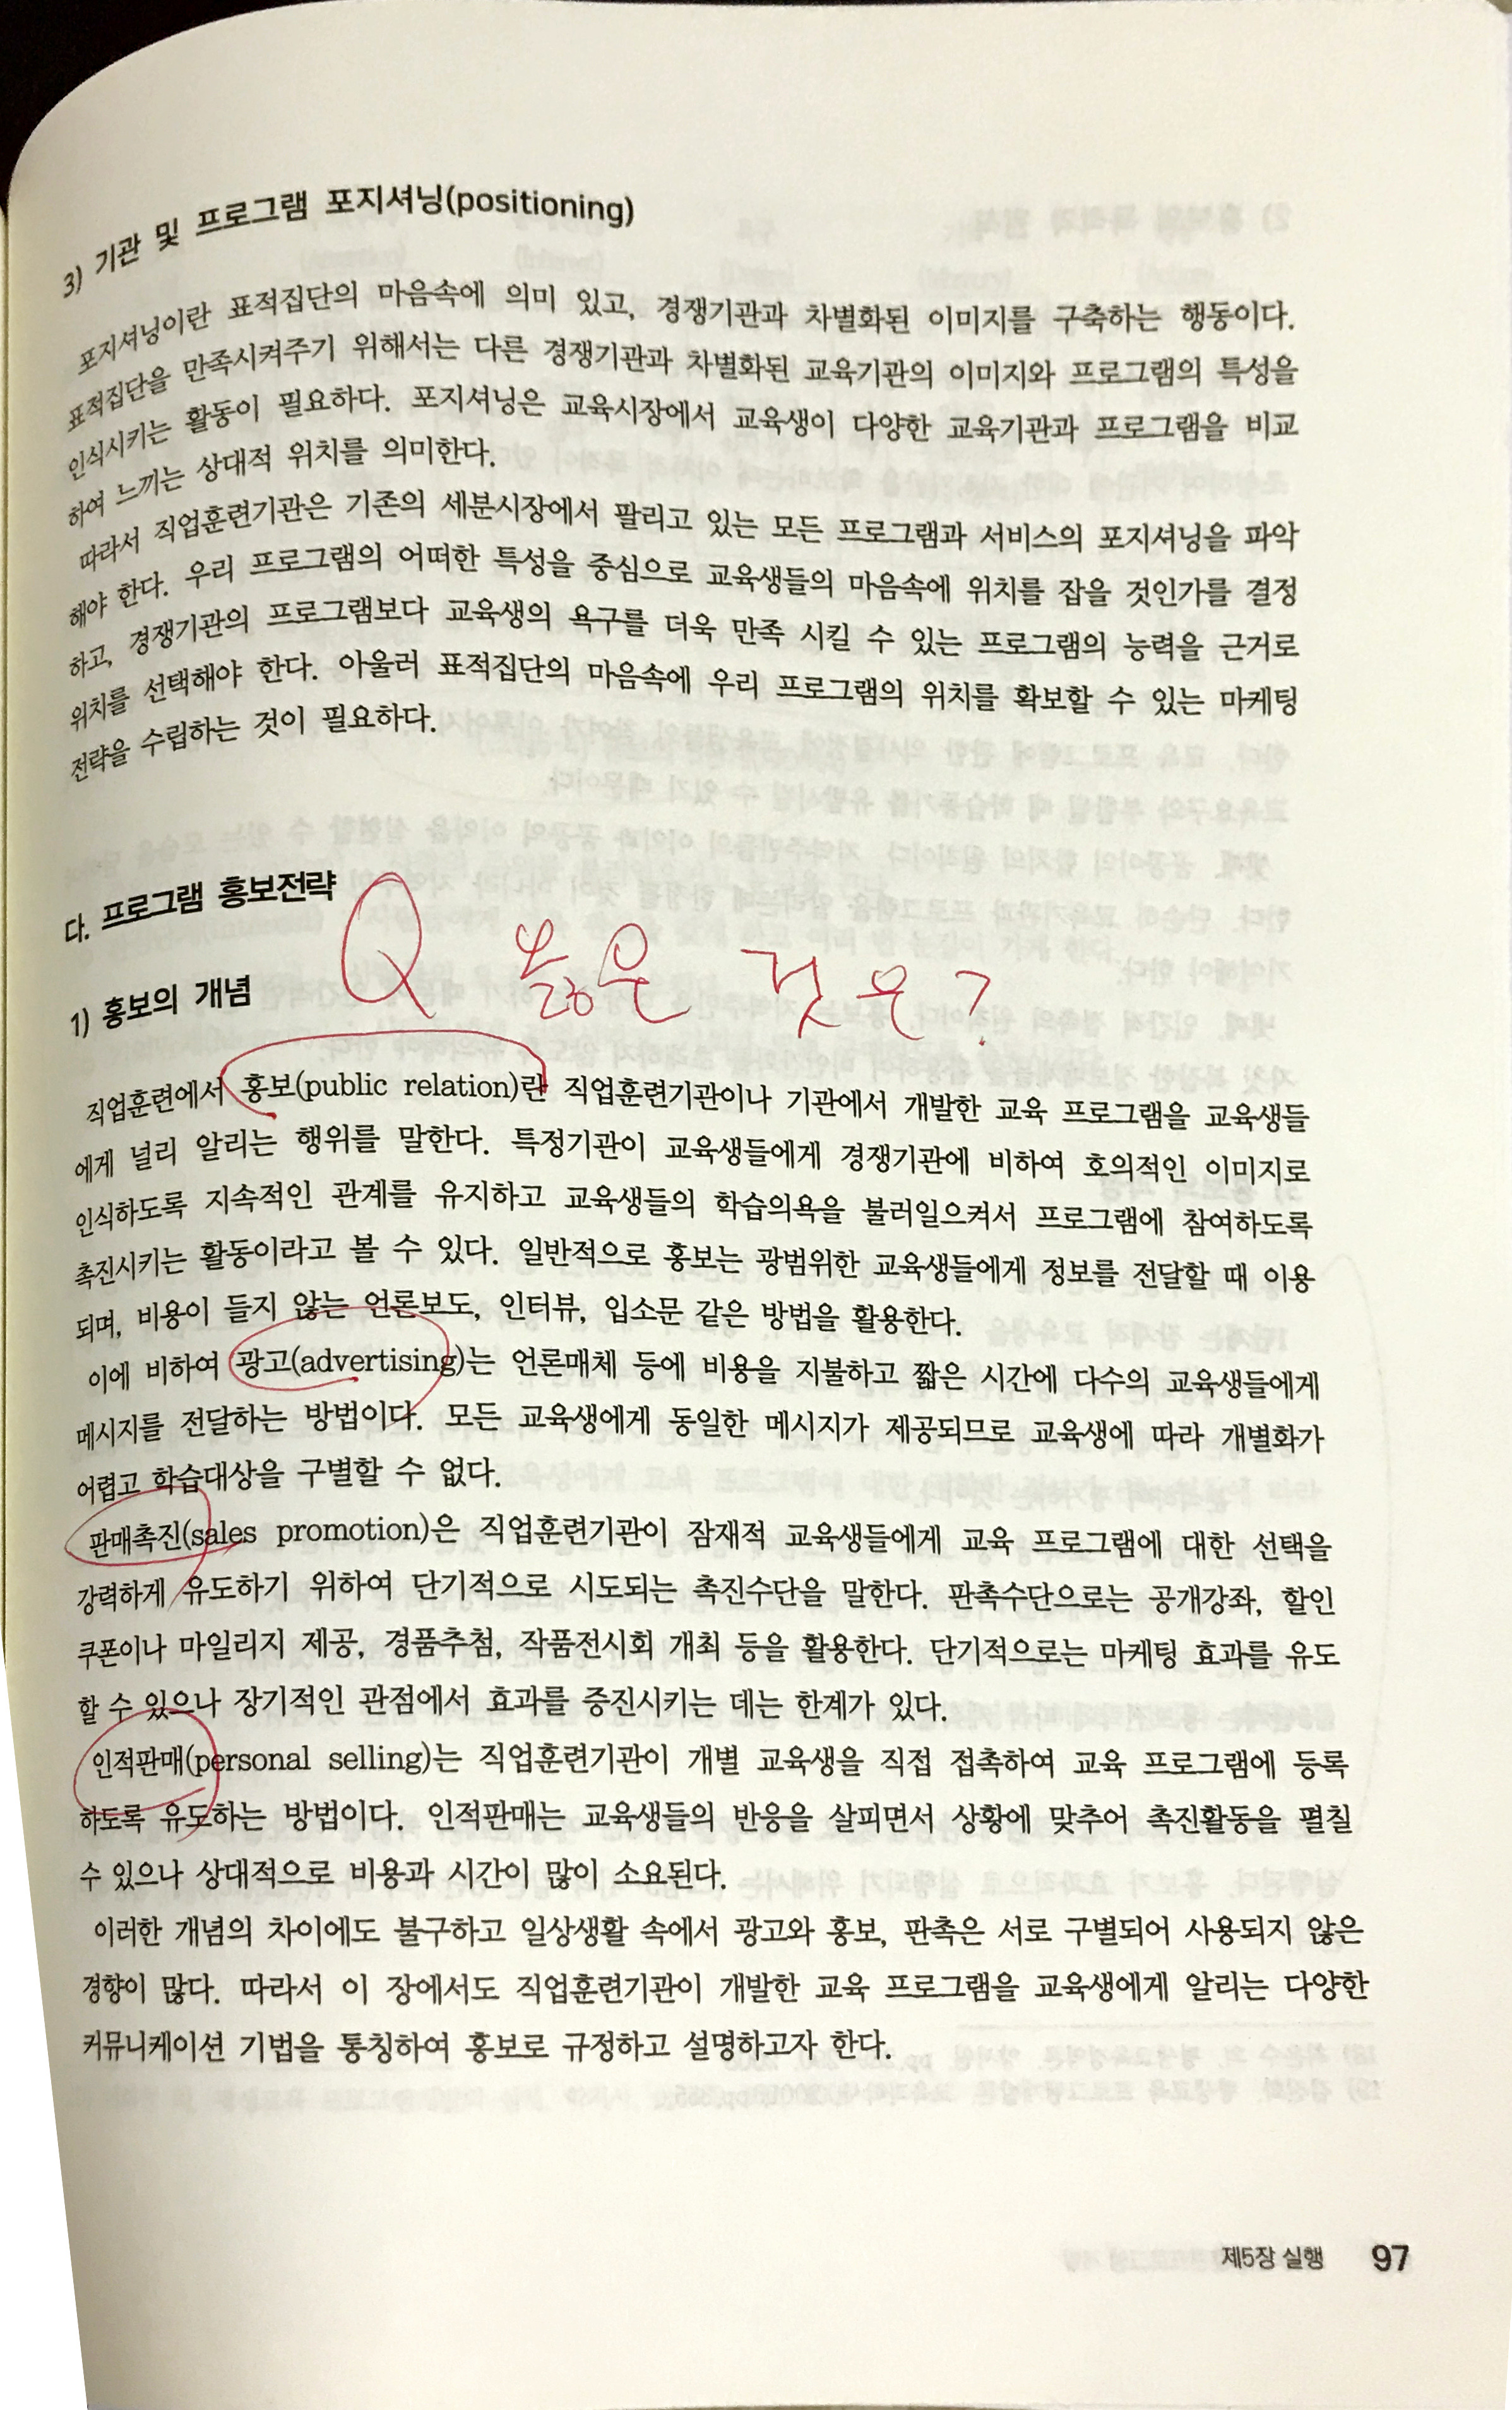 3) 기관 및 프로그램 포지셔닝(positioning)
포지셔닝이란 표적집단의 마음속에 의미 있고, 경쟁기관과 차별화된 이미지를 구축하는 행동이다.
표적집단을 만족시켜주기 위해서는 다른 경쟁기관과 차별화된 교육기관의 이미지와 프로그램의 특성을
인식시키는 활동이 필요하다. 포지셔닝은 교육시장에서 교육생이 다양한 교육기관과 프로그램을 비교
하여 느끼는 상대적 위치를 의미한다.
따라서 직업훈련기관은 기존의 세분시장에서 팔리고 있는 모든 프로그램과 서비스의 포지셔닝을 파악
해야 한다. 우리 프로그램의 어떠한 특성을 중심으로 교육생들의 마음속에 위치를 잡을 것인가를 결정
하고, 경쟁기관의 프로그램보다 교육생의 욕구를 더욱 만족 시킬 수 있는 프로그램의 능력을 근거로
위치를 선택해야 한다. 아울러 표적집단의 마음속에 우리 프로그램의 위치를 확보할 수 있는 마케팅
전략을 수립하는 것이 필요하다.
다. 프로그램 홍보전략
Q 옳은 것은?
1) 홍보의 개념
직업훈련에서 홍보(public relation)란 직업훈련기관이나 기관에서 개발한 교육 프로그램을 교육생들
에게 널리 알리는 행위를 말한다. 특정기관이 교육생들에게 경쟁기관에 비하여 호의적인 이미지로
인식하도록 지속적인 관계를 유지하고 교육생들의 학습의욕을 불러일으켜서 프로그램에 참여하도록
촉진시키는 활동이라고 볼 수 있다. 일반적으로 홍보는 광범위한 교육생들에게 정보를 전달할 때 이용
되며, 비용이 들지 않는 언론보도, 인터뷰, 입소문 같은 방법을 활용한다.
이에 비하여 광고(advertising)는 언론매체 등에 비용을 지불하고 짧은 시간에 다수의 교육생들에게
메시지를 전달하는 방법이다. 모든 교육생에게 동일한 메시지가 제공되므로 교육생에 따라 개별화가
어렵고 학습대상을 구별할 수 없다.
판매촉진(sales promotion)은 직업훈련기관이 잠재적 교육생들에게 교육 프로그램에 대한 선택을
강력하게 유도하기 위하여 단기적으로 시도되는 촉진수단을 말한다. 판촉수단으로는 공개강좌, 할인
쿠폰이나 마일리지 제공, 경품추첨, 작품전시회 개최 등을 활용한다. 단기적으로는 마케팅 효과를 유도
할 수 있으나 장기적인 관점에서 효과를 증진시키는 데는 한계가 있다.
인적판매(personal selling)는 직업훈련기관이 개별 교육생을 직접 접촉하여 교육 프로그램에 등록
하도록 유도하는 방법이다. 인적판매는 교육생들의 반응을 살피면서 상황에 맞추어 촉진활동을 펼칠
수 있으나 상대적으로 비용과 시간이 많이 소요된다.
이러한 개념의 차이에도 불구하고 일상생활 속에서 광고와 홍보, 판촉은 서로 구별되어 사용되지 않은
경향이 많다. 따라서 이 장에서도 직업훈련기관이 개발한 교육 프로그램을 교육생에게 알리는 다양한
커뮤니케이션 기법을 통칭하여 홍보로 규정하고 설명하고자 한다.
제5장 실행 97